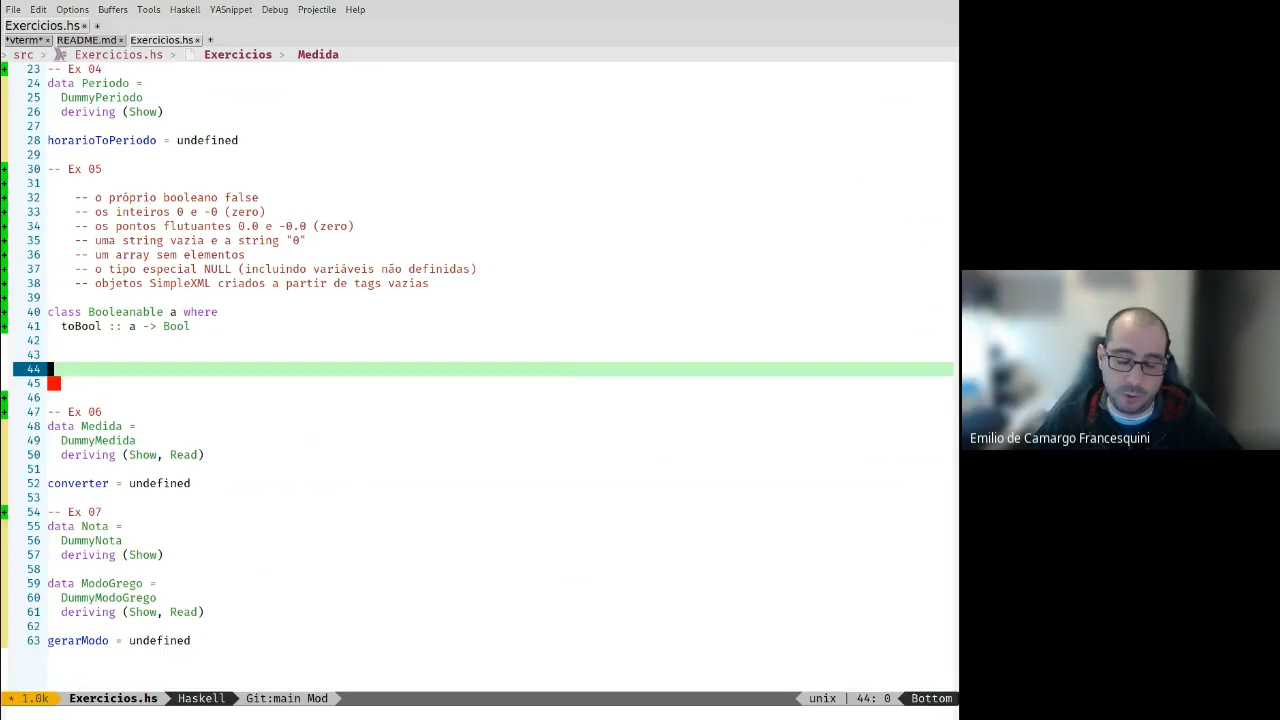 File Edit Options Buffers Tools Haskell YASnippet Debug Projectile Help
Exercicios.hs × +
*vterm* × README.md × Exercicios.hs × +
> src > Exercicios.hs > Exercicios > Medida
23 -- Ex 04
24 data Periodo =
25 DummyPeriodo
26 deriving (Show)
27
28 horarioToPeriodo = undefined
29
30 -- Ex 05
31
32 -- o próprio booleano false
33 -- os inteiros 0 e -0 (zero)
34 -- os pontos flutuantes 0.0 e -0.0 (zero)
35 -- uma string vazia e a string "0"
36 -- um array sem elementos
37 -- o tipo especial NULL (incluindo variáveis não definidas)
38 -- objetos SimpleXML criados a partir de tags vazias
39
40 class Booleanable a where
41 toBool :: a -> Bool
42
43
44
45
46
47 -- Ex 06
48 data Medida =
49 DummyMedida
50 deriving (Show, Read)
51
52 converter = undefined
53
54 -- Ex 07
55 data Nota =
56 DummyNota
57 deriving (Show)
58
59 data ModoGrego =
60 DummyModoGrego
61 deriving (Show, Read)
62
63 gerarModo = undefined
* 1.0k Exercicios.hs Haskell Git:main Mod unix | 44: 0 Bottom
Emilio de Camargo Francesquini